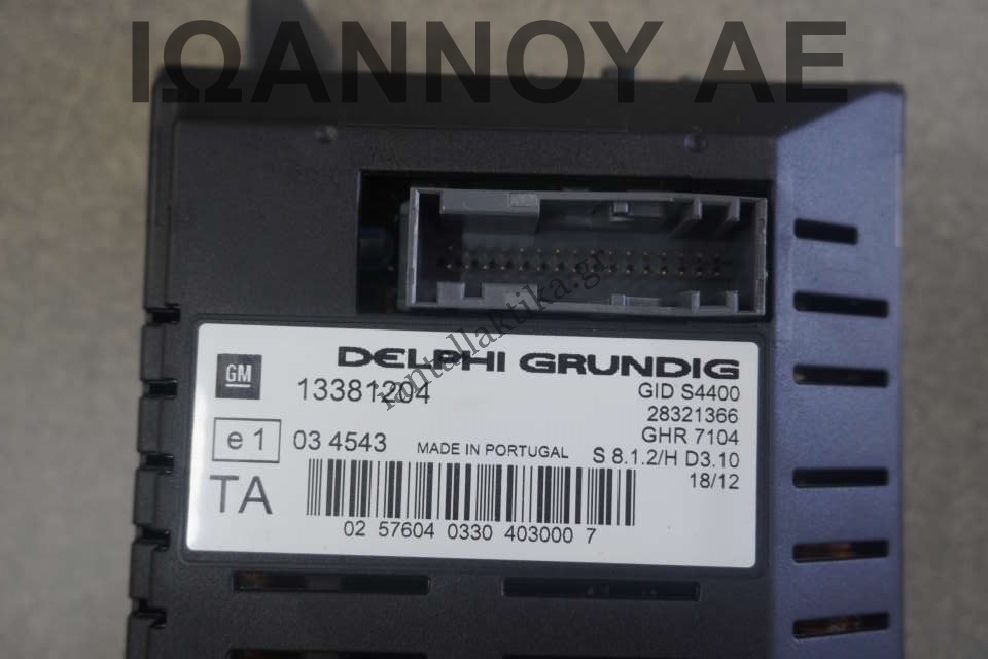 ΙΩΑΝΝΟΥ ΑΕ
DELPHI GRUNDIG
GM
13381204
GID S4400
28321366
GHR 7104
e 1
03 4543
MADE IN PORTUGAL
S 8.1.2/H D3.10
18/12
TA
02 57604 0330 403000 7
iantallaktika.gr